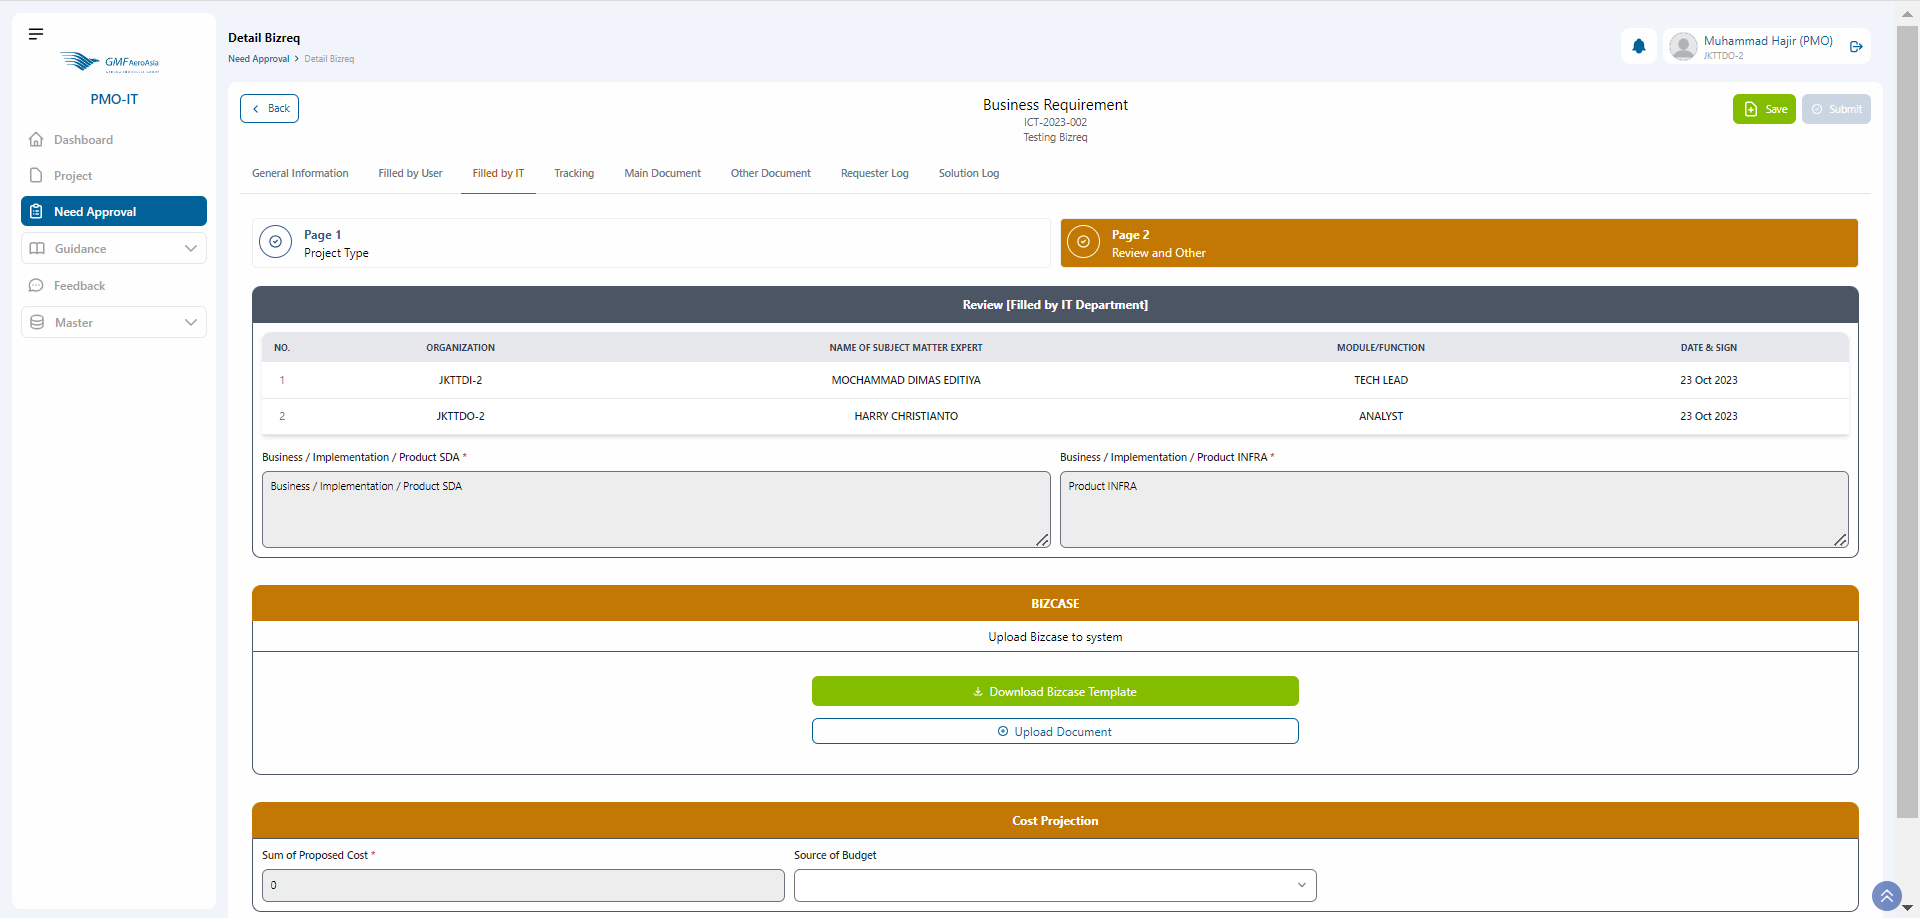 Detail Bizreq
Need Approval > Detail Bizreq
Muhammad Hajir (PMO)
JKTTDO-2
GMF AeroAsia
PMO-IT
Dashboard
Project
Need Approval
Guidance
Feedback
Master
Back
Business Requirement
ICT-2023-002
Testing Bizreq
Save
Submit
General Information
Filled by User
Filled by IT
Tracking
Main Document
Other Document
Requester Log
Solution Log
Page 1
Project Type
Page 2
Review and Other
Review [Filled by IT Department]
NO. ORGANIZATION NAME OF SUBJECT MATTER EXPERT MODULE/FUNCTION DATE & SIGN
1 JKTTDI-2 MOCHAMMAD DIMAS EDITIYA TECH LEAD 23 Oct 2023
2 JKTTDO-2 HARRY CHRISTIANTO ANALYST 23 Oct 2023
Business / Implementation / Product SDA *
Business / Implementation / Product SDA
Business / Implementation / Product INFRA *
Product INFRA
BIZCASE
Upload Bizcase to system
Download Bizcase Template
Upload Document
Cost Projection
Sum of Proposed Cost *
0
Source of Budget